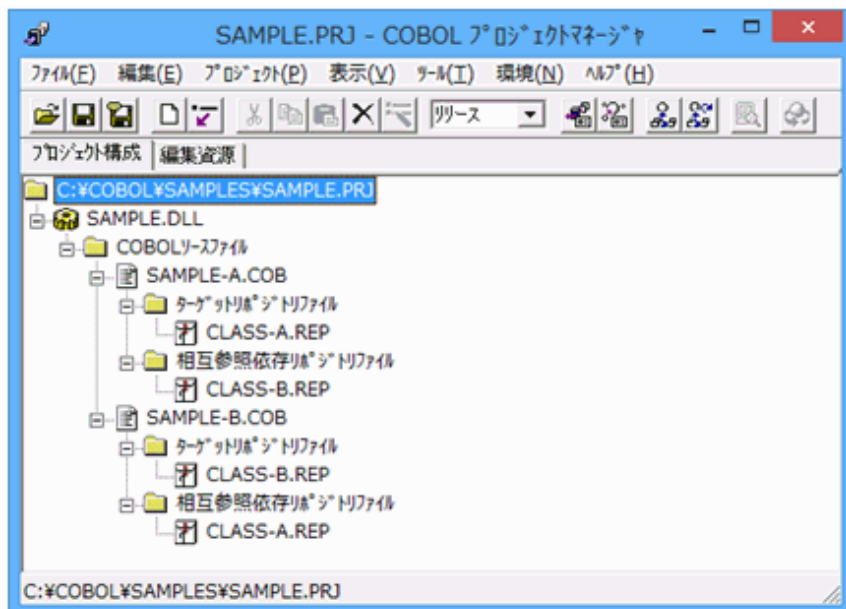 SAMPLE.PRJ - COBOL ﾌﾟﾛｼﾞｪｸﾄﾏﾈｰｼﾞｬ
ﾌｧｲﾙ(F) 編集(E) ﾌﾟﾛｼﾞｪｸﾄ(P) 表示(V) ﾂｰﾙ(T) 環境(N) ﾍﾙﾌﾟ(H)
ﾘﾘｰｽ
ﾌﾟﾛｼﾞｪｸﾄ構成 編集資源
C:¥COBOL¥SAMPLES¥SAMPLE.PRJ
SAMPLE.DLL
COBOLｿｰｽﾌｧｲﾙ
SAMPLE-A.COB
ﾀｰｹﾞｯﾄﾘﾎﾟｼﾞﾄﾘﾌｧｲﾙ
CLASS-A.REP
相互参照依存ﾘﾎﾟｼﾞﾄﾘﾌｧｲﾙ
CLASS-B.REP
SAMPLE-B.COB
ﾀｰｹﾞｯﾄﾘﾎﾟｼﾞﾄﾘﾌｧｲﾙ
CLASS-B.REP
相互参照依存ﾘﾎﾟｼﾞﾄﾘﾌｧｲﾙ
CLASS-A.REP
C:¥COBOL¥SAMPLES¥SAMPLE.PRJ